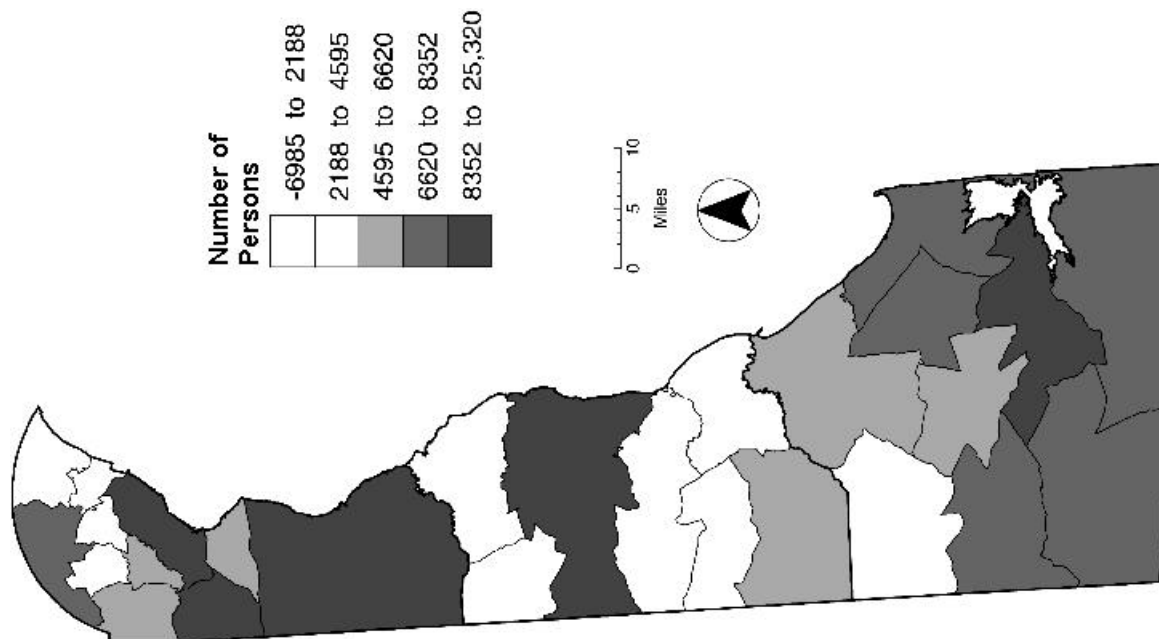 Number of
Persons
-6985 to 2188
2188 to 4595
4595 to 6620
6620 to 8352
8352 to 25,320
0 5 10
Miles